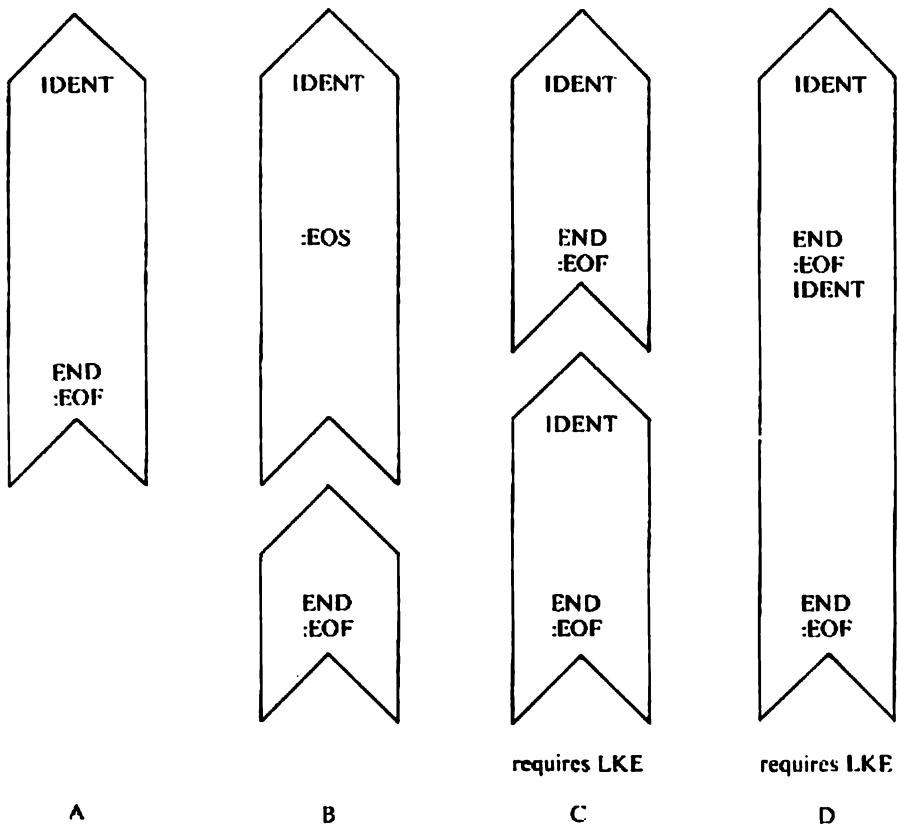 IDENT
END
:EOF
A
IDENT
:EOS
END
:EOF
B
IDENT
END
:EOF
IDENT
END
:EOF
requires LKE
C
IDENT
END
:EOF
IDENT
END
:EOF
requires LKE
D